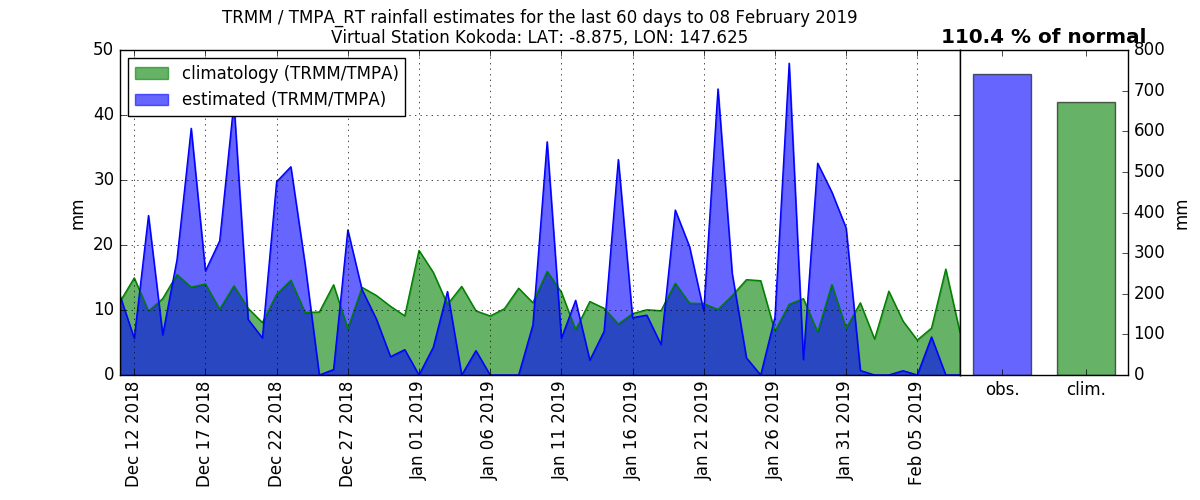 TRMM / TMPA_RT rainfall estimates for the last 60 days to 08 February 2019
Virtual Station Kokoda: LAT: -8.875, LON: 147.625
110.4 % of normal
climatology (TRMM/TMPA)
estimated (TRMM/TMPA)
mm
50
40
30
20
10
0
Dec 12 2018
Dec 17 2018
Dec 22 2018
Dec 27 2018
Jan 01 2019
Jan 06 2019
Jan 11 2019
Jan 16 2019
Jan 21 2019
Jan 26 2019
Jan 31 2019
Feb 05 2019
obs.
clim.
800
700
600
500
400
300
200
100
0
mm